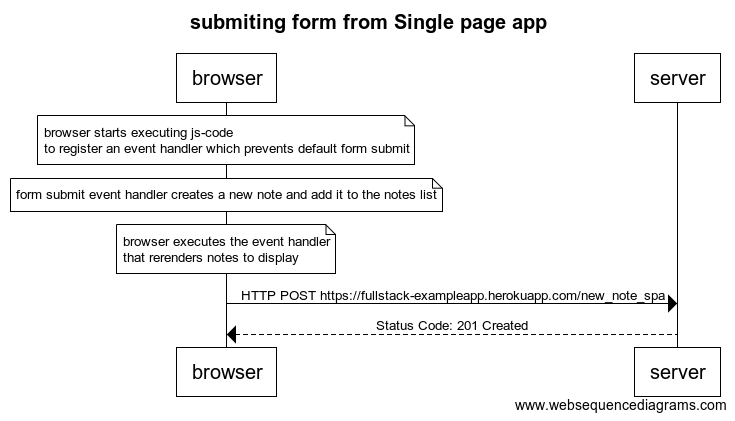 submiting form from Single page app
browser
server
browser starts executing js-code
to register an event handler which prevents default form submit
form submit event handler creates a new note and add it to the notes list
browser executes the event handler
that rerenders notes to display
HTTP POST https://fullstack-exampleapp.herokuapp.com/new_note_spa
Status Code: 201 Created
browser
server
www.websequencediagrams.com